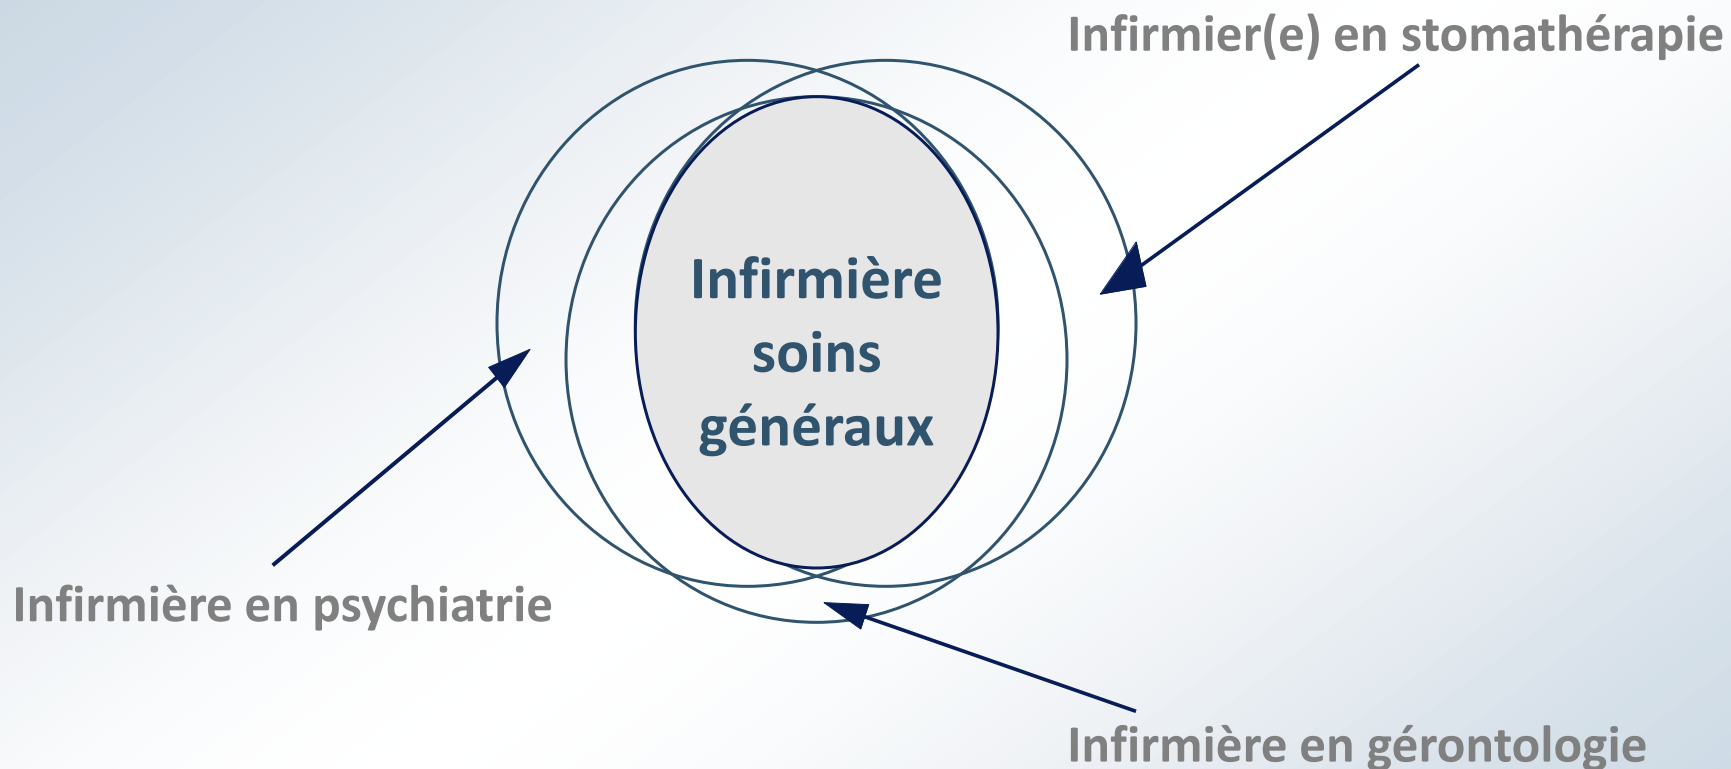 Infirmier(e) en stomathérapie
Infirmière
soins
généraux
Infirmière en psychiatrie
Infirmière en gérontologie